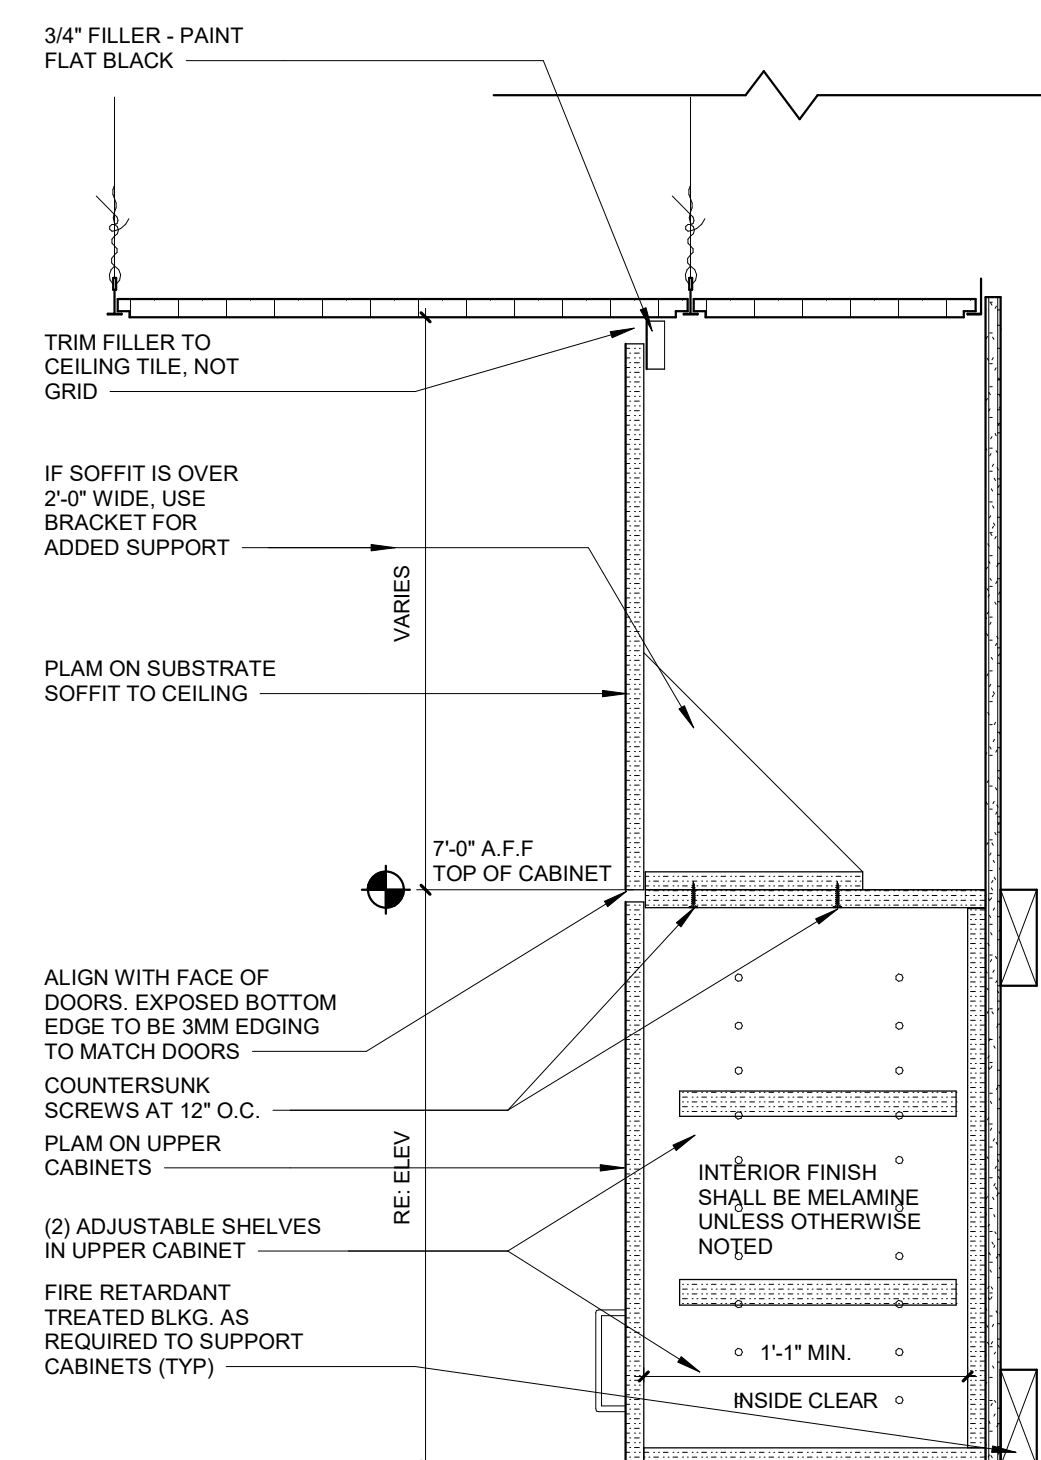 3/4" FILLER - PAINT
FLAT BLACK
TRIM FILLER TO
CEILING TILE, NOT
GRID
IF SOFFIT IS OVER
2'-0" WIDE, USE
BRACKET FOR
ADDED SUPPORT
VARIES
PLAM ON SUBSTRATE
SOFFIT TO CEILING
7'-0" A.F.F
TOP OF CABINET
ALIGN WITH FACE OF
DOORS. EXPOSED BOTTOM
EDGE TO BE 3MM EDGING
TO MATCH DOORS
COUNTERSUNK
SCREWS AT 12" O.C.
PLAM ON UPPER
CABINETS
RE: ELEV
INTERIOR FINISH
SHALL BE MELAMINE
UNLESS OTHERWISE
NOTED
(2) ADJUSTABLE SHELVES
IN UPPER CABINET
FIRE RETARDANT
TREATED BLKG. AS
REQUIRED TO SUPPORT
CABINETS (TYP)
1'-1" MIN.
INSIDE CLEAR